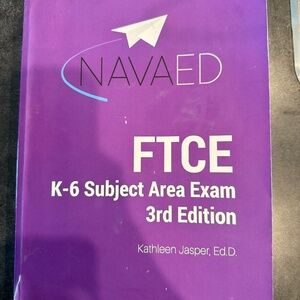 NAVAED
FTCE
K-6 Subject Area Exam
3rd Edition
Kathleen Jasper, Ed.D.